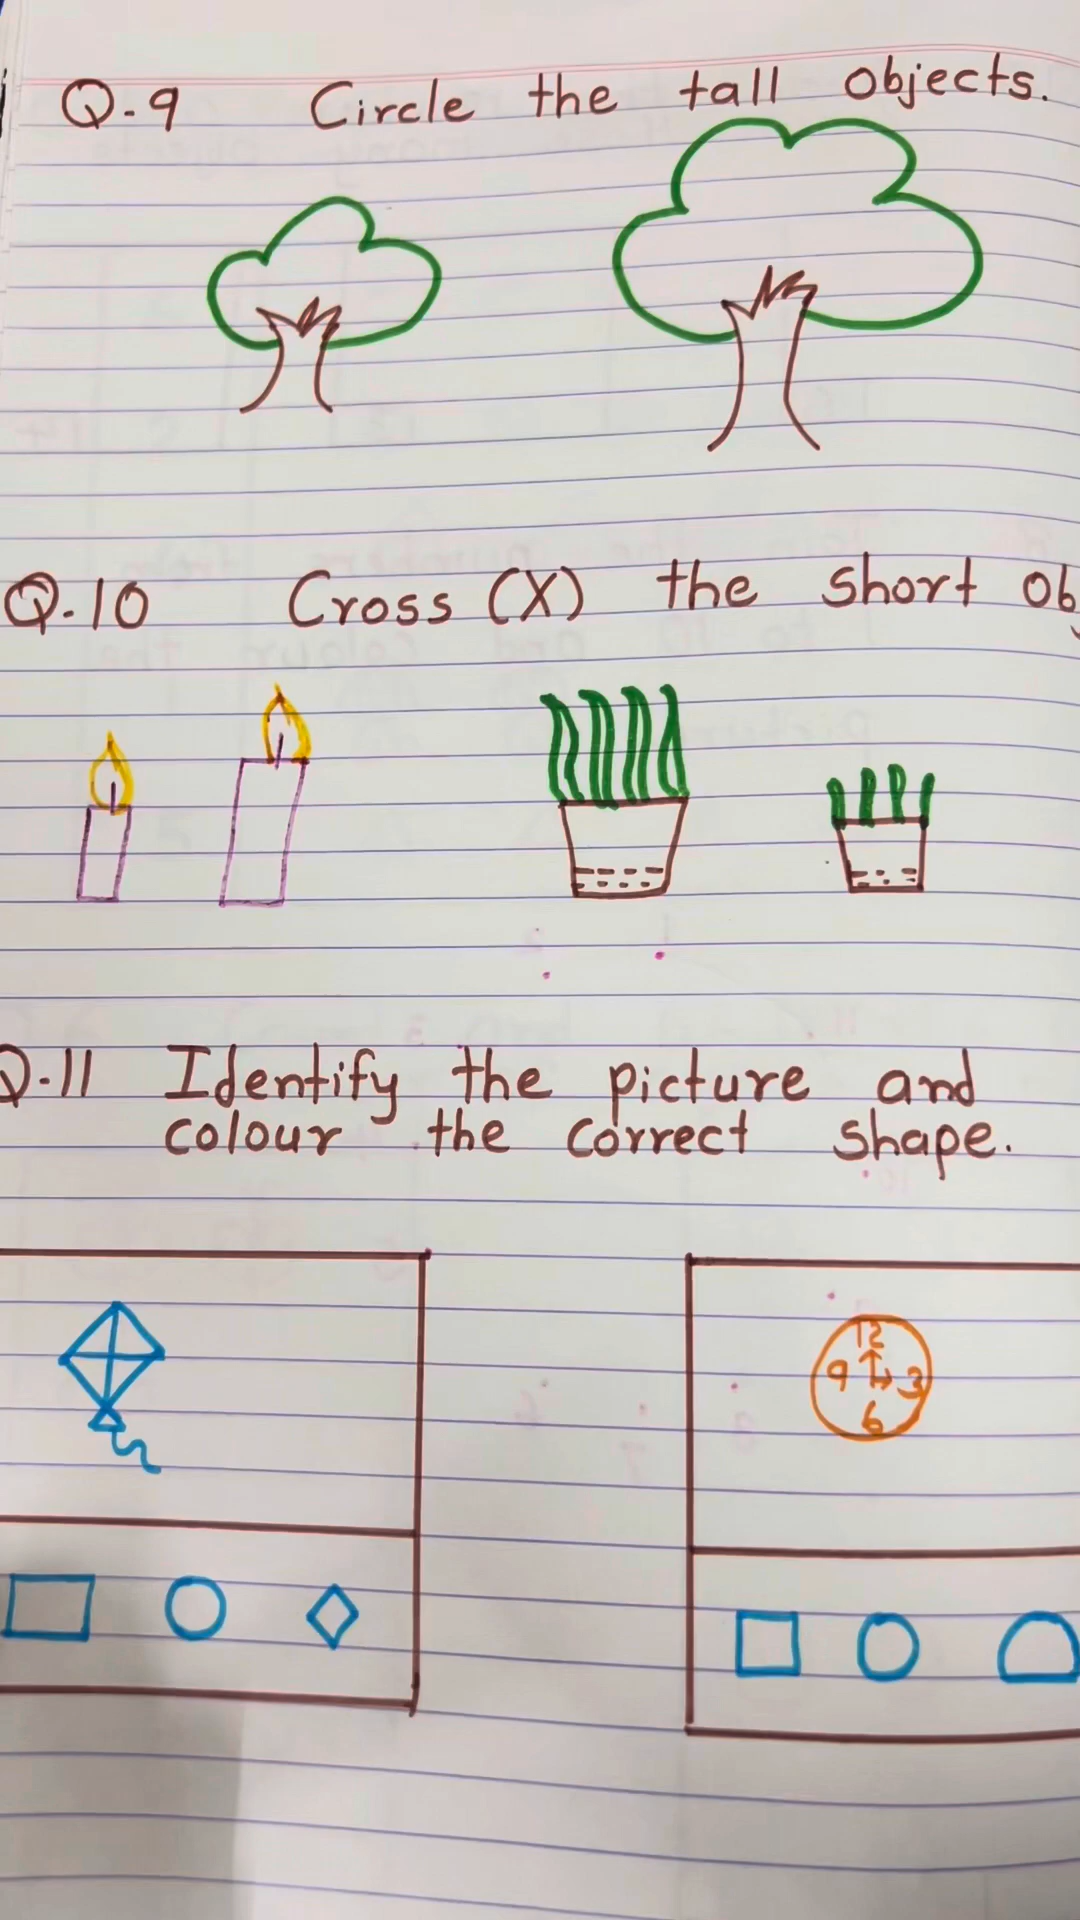 Q.9 Circle the tall objects.
Q.10 Cross (X) the short ob
Q.11 Identify the picture and
colour the correct shape.
12
9 3
6